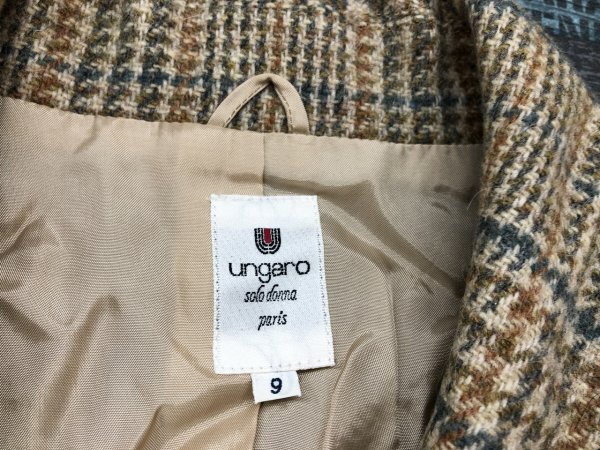 ungaro
solo donna
paris
9